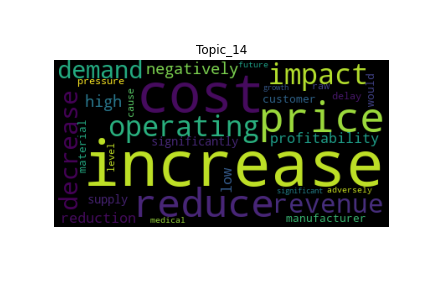 Topic_14
demand
negatively
future
impact
pressure
cost
growth
raw
delay
would
high
cause
customer
price
decrease
operating
material
level
significantly
profitability
increase
low
significant
adversely
supply
reduce
revenue
reduction
medical
manufacturer